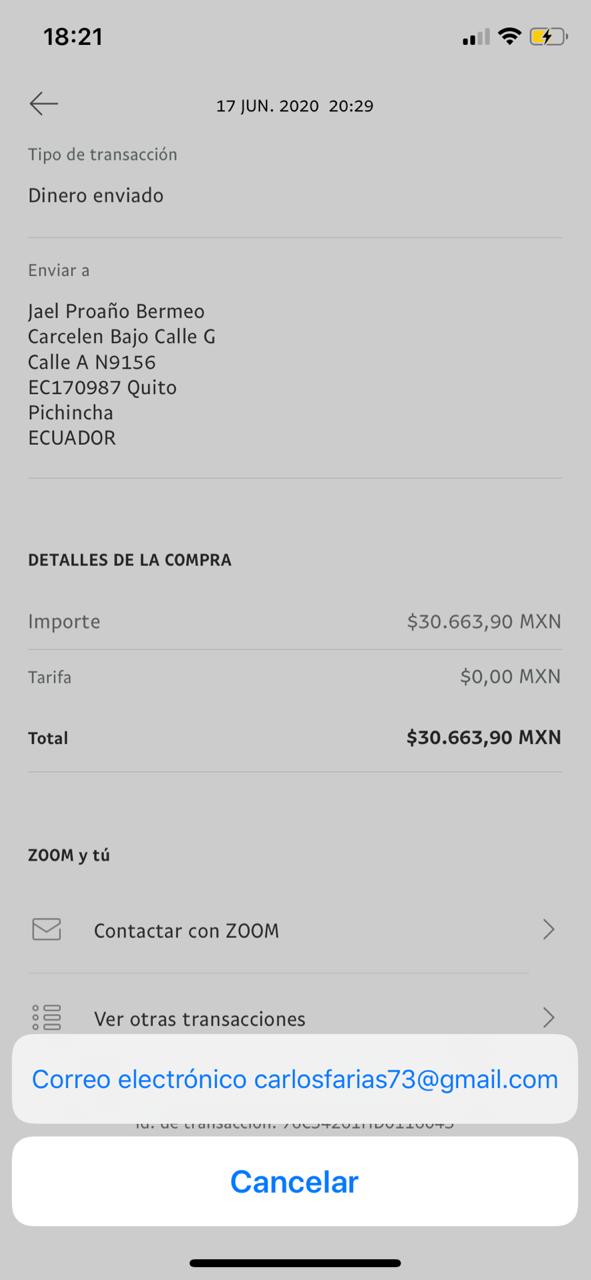 18:21
17 JUN. 2020 20:29
Tipo de transacción
Dinero enviado
Enviar a
Jael Proaño Bermeo
Carcelen Bajo Calle G
Calle A N9156
EC170987 Quito
Pichincha
ECUADOR
DETALLES DE LA COMPRA
Importe $30.663,90 MXN
Tarifa $0,00 MXN
Total $30.663,90 MXN
ZOOM y tú
Contactar con ZOOM
Ver otras transacciones
Correo electrónico carlosfarias73@gmail.com
Id. de transacción:
Cancelar